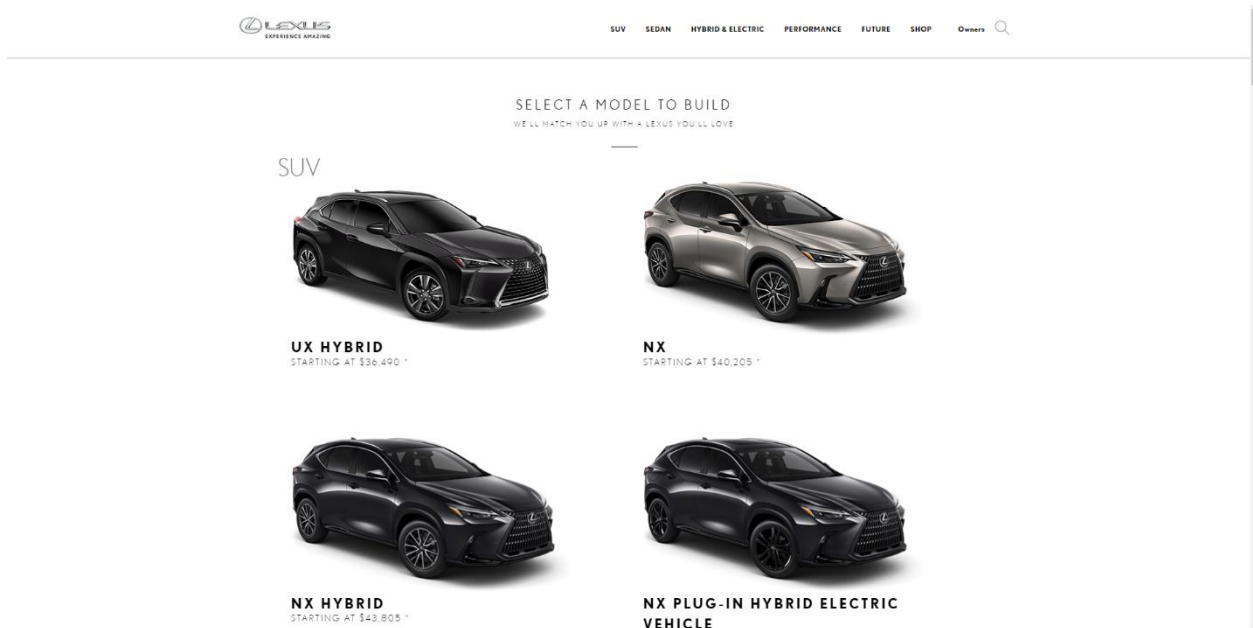 LEXUS
EXPERIENCE AMAZING
SUV SEDAN HYBRID & ELECTRIC PERFORMANCE FUTURE SHOP Owners
SELECT A MODEL TO BUILD
WE'LL MATCH YOU UP WITH A LEXUS YOU'LL LOVE
SUV
UX HYBRID
STARTING AT $36,490 *
NX
STARTING AT $40,205 *
NX HYBRID
STARTING AT $43,805 *
NX PLUG-IN HYBRID ELECTRIC
VEHICLE